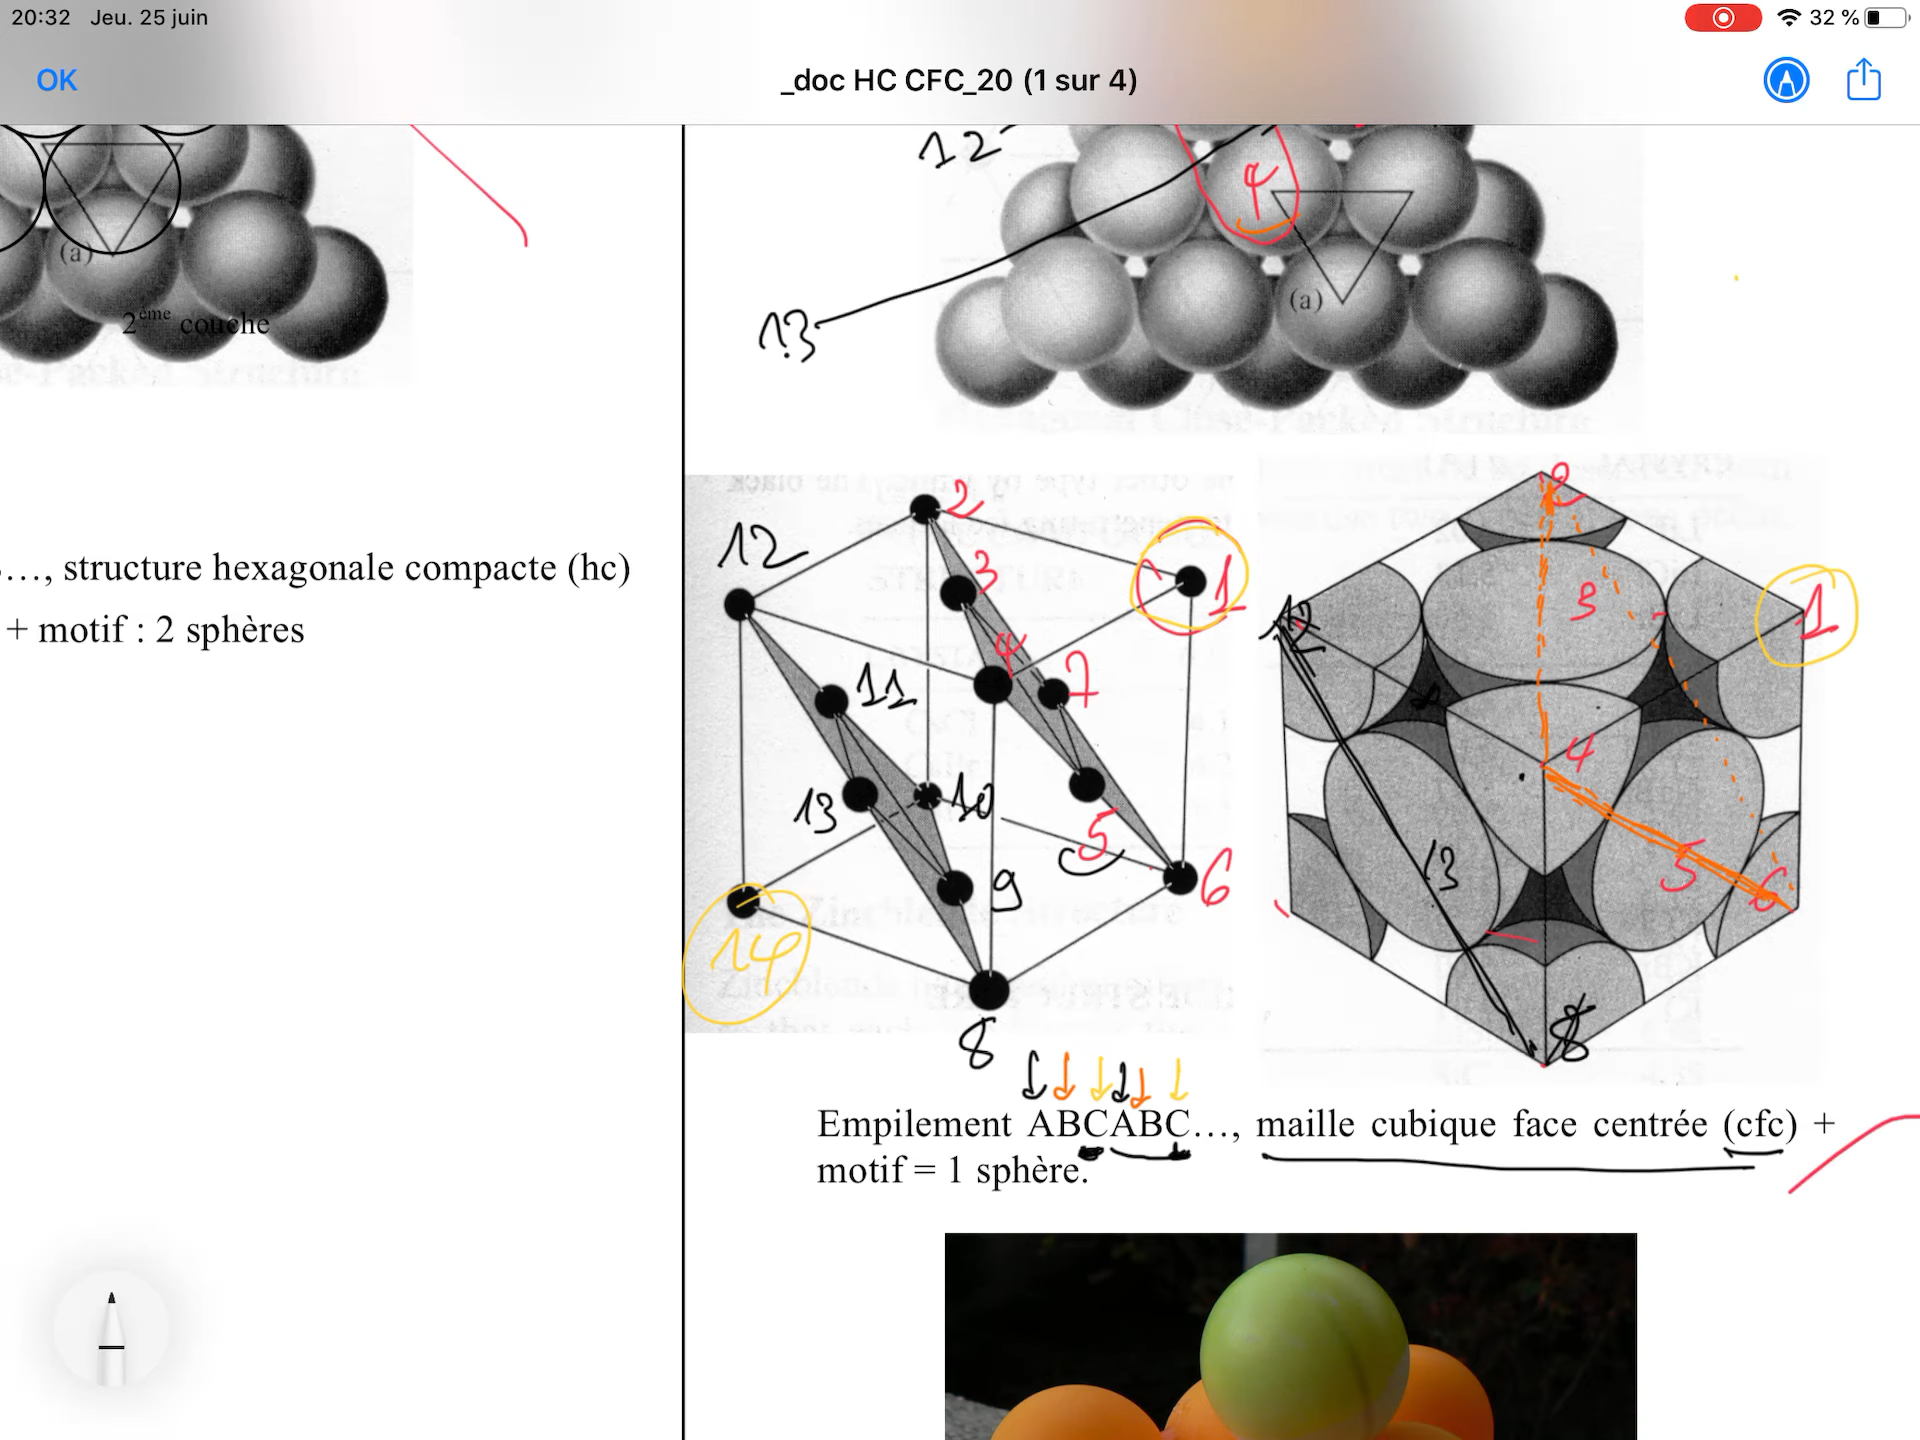 20:32 Jeu. 25 juin
32 %
OK
_doc HC CFC_20 (1 sur 4)
(a)
2ème couche
…, structure hexagonale compacte (hc)
+ motif : 2 sphères
12
4
(a)
13
2
12
3
1
4
7
11
13
10
5
6
9
14
8
2
3
1
12
4
13
5
6
8
Empilement ABCABC…, maille cubique face centrée (cfc) +
motif = 1 sphère.